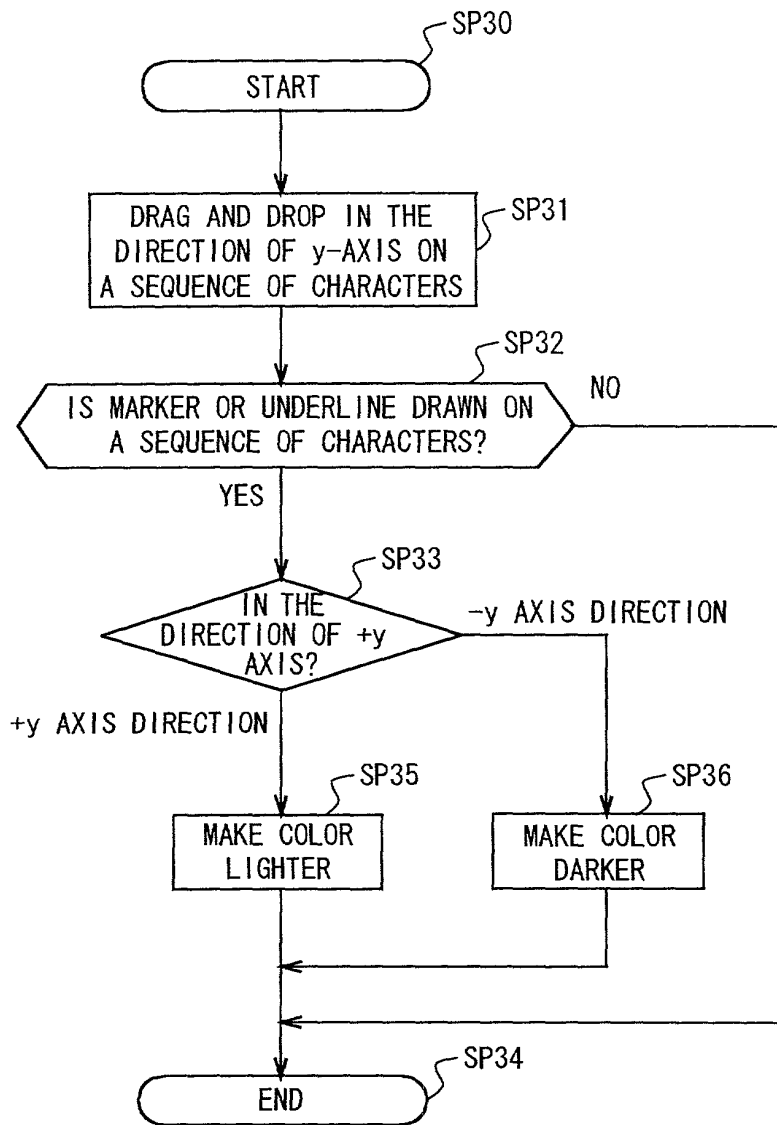 SP30
START
DRAG AND DROP IN THE
DIRECTION OF y-AXIS ON
A SEQUENCE OF CHARACTERS
SP31
SP32
IS MARKER OR UNDERLINE DRAWN ON
A SEQUENCE OF CHARACTERS?
NO
YES
SP33
IN THE
DIRECTION OF +y
AXIS?
-y AXIS DIRECTION
+y AXIS DIRECTION
SP35
MAKE COLOR
LIGHTER
SP36
MAKE COLOR
DARKER
SP34
END